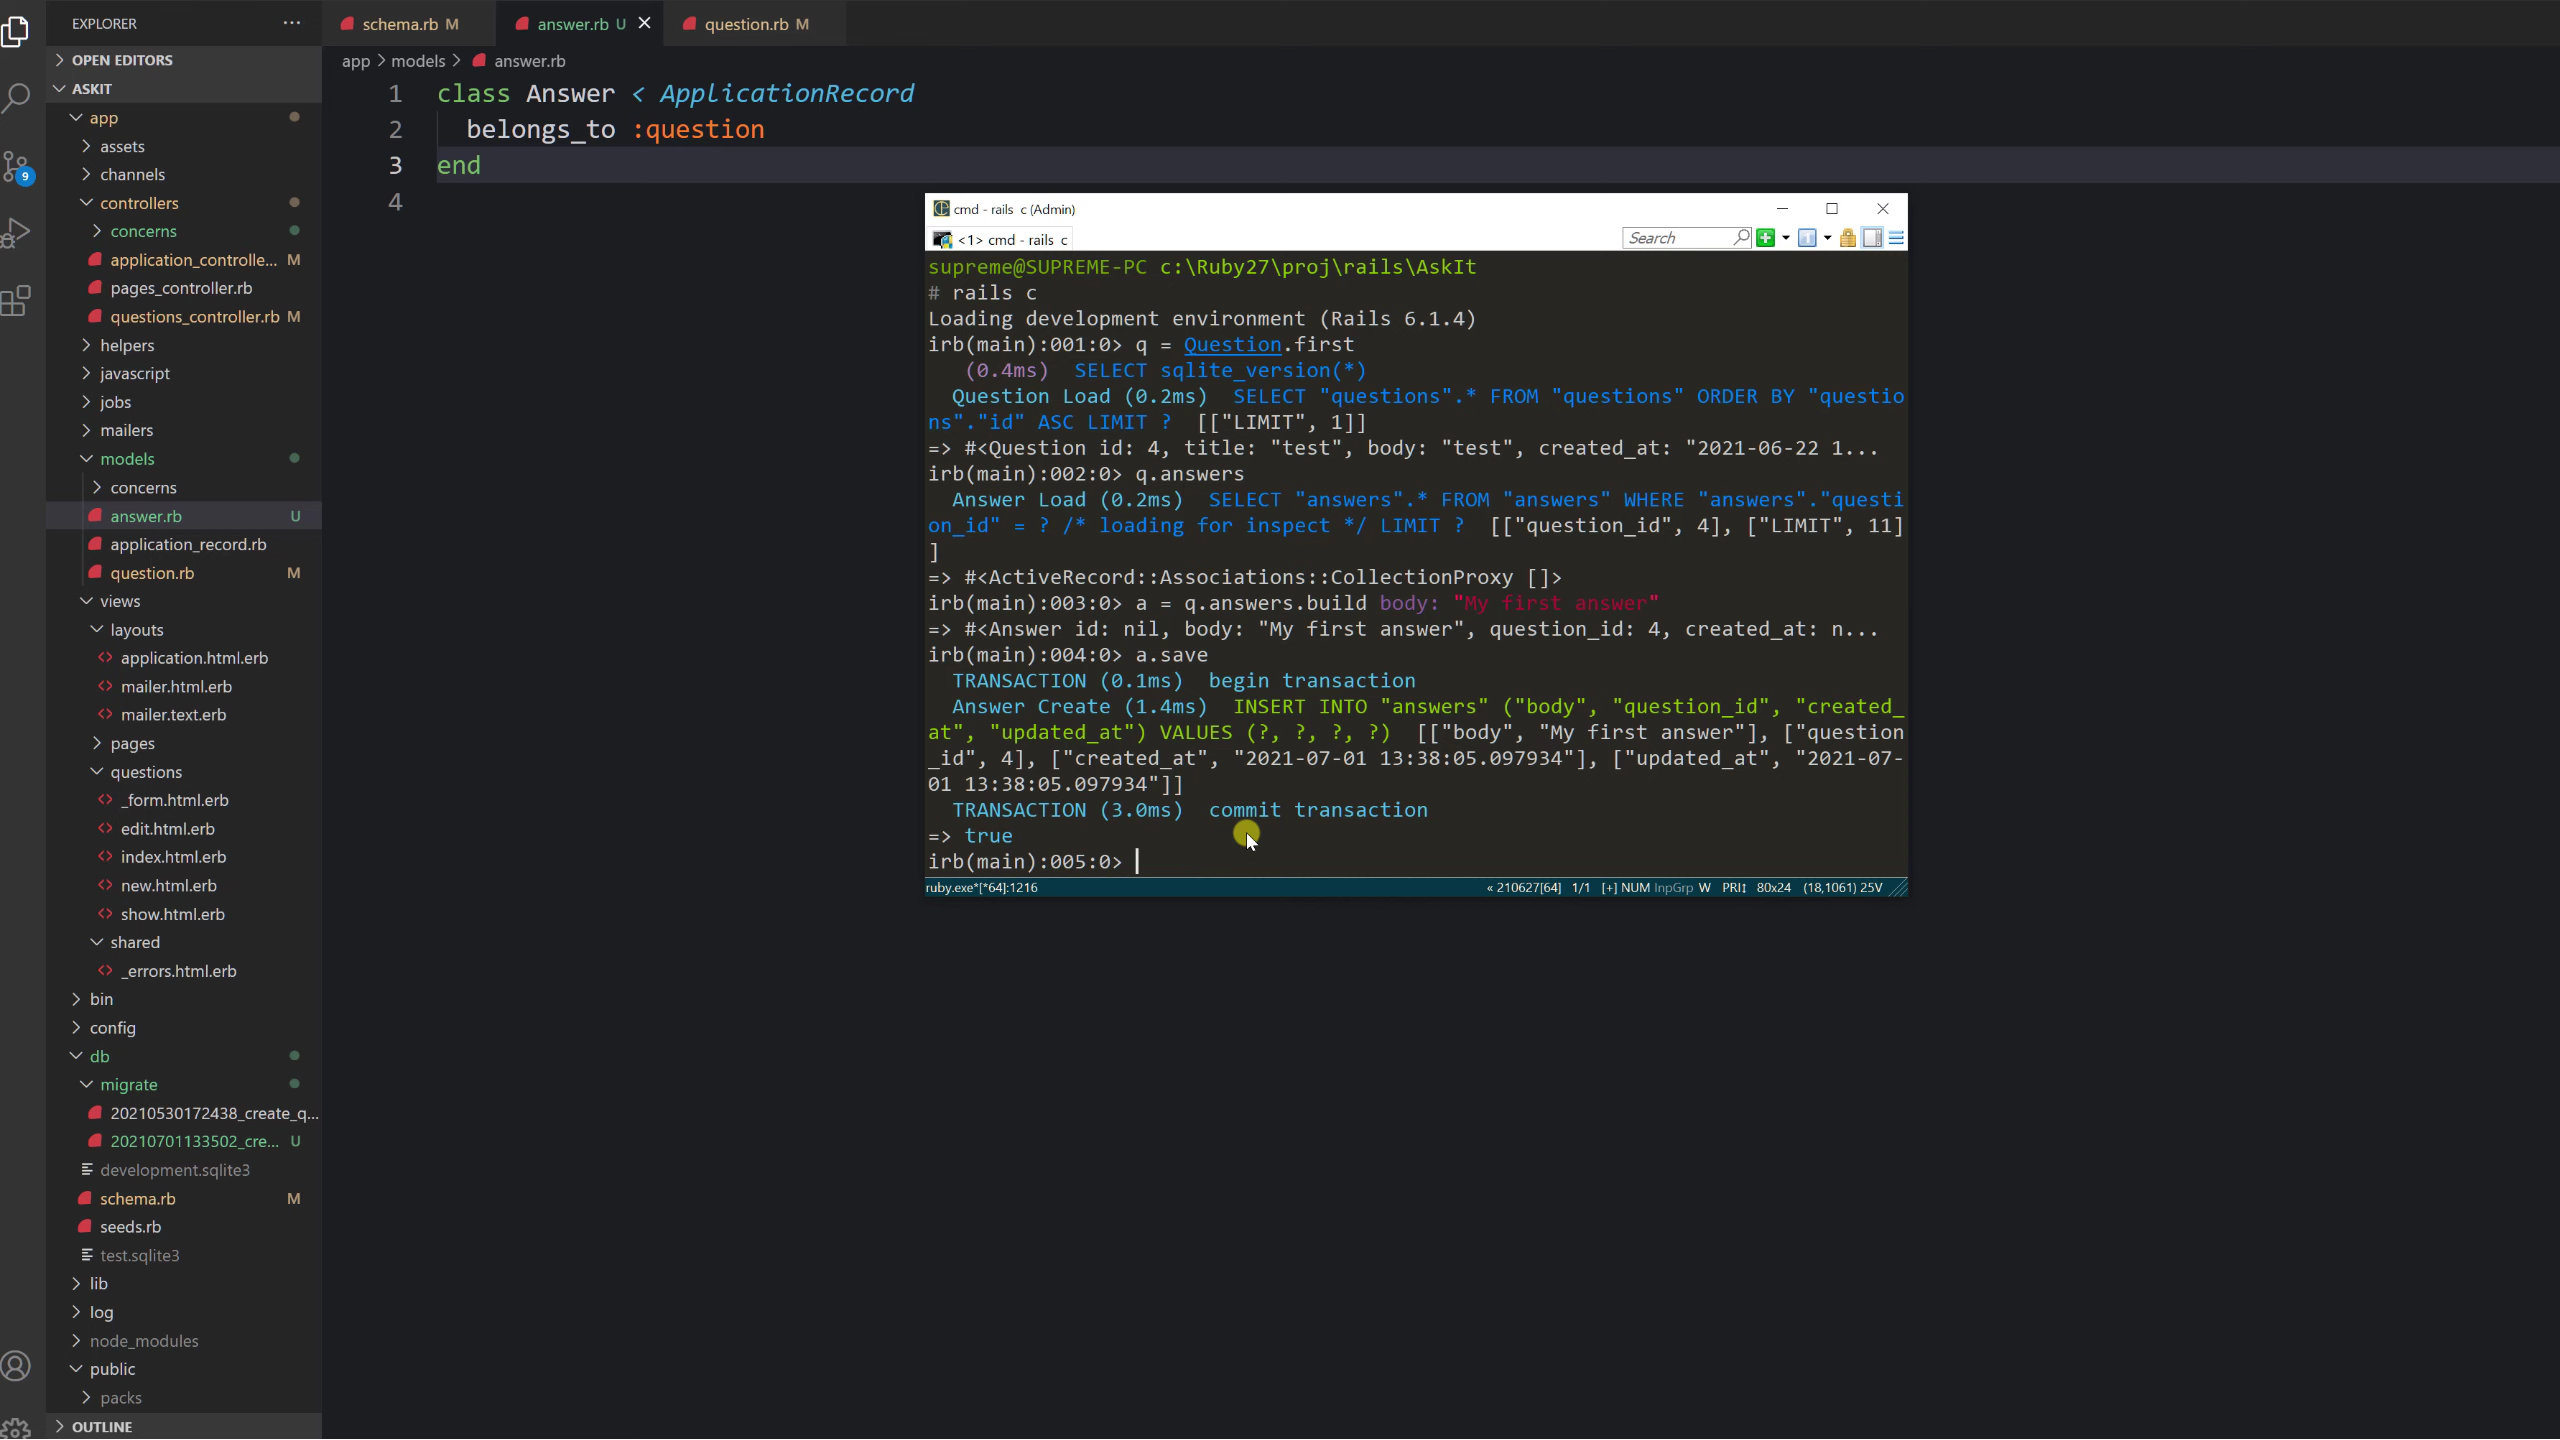 EXPLORER
OPEN EDITORS
ASKIT
app
assets
channels
controllers
concerns
application_controlle... M
pages_controller.rb
questions_controller.rb M
helpers
javascript
jobs
mailers
models
concerns
answer.rb U
application_record.rb
question.rb M
views
layouts
application.html.erb
mailer.html.erb
mailer.text.erb
pages
questions
_form.html.erb
edit.html.erb
index.html.erb
new.html.erb
show.html.erb
shared
_errors.html.erb
bin
config
db
migrate
20210530172438_create_q...
20210701133502_cre... U
development.sqlite3
schema.rb M
seeds.rb
test.sqlite3
lib
log
node_modules
public
packs
OUTLINE
9
schema.rb M
answer.rb U
question.rb M
app > models > answer.rb
1 class Answer < ApplicationRecord
2 belongs_to :question
3 end
4
cmd - rails c (Admin)
<1> cmd - rails c
Search
supreme@SUPREME-PC c:\Ruby27\proj\rails\AskIt
# rails c
Loading development environment (Rails 6.1.4)
irb(main):001:0> q = Question.first
(0.4ms) SELECT sqlite_version(*)
Question Load (0.2ms) SELECT "questions".* FROM "questions" ORDER BY "questio
ns"."id" ASC LIMIT ? [["LIMIT", 1]]
=> #<Question id: 4, title: "test", body: "test", created_at: "2021-06-22 1...
irb(main):002:0> q.answers
Answer Load (0.2ms) SELECT "answers".* FROM "answers" WHERE "answers"."questi
on_id" = ? /* loading for inspect */ LIMIT ? [["question_id", 4], ["LIMIT", 11]
]
=> #<ActiveRecord::Associations::CollectionProxy []>
irb(main):003:0> a = q.answers.build body: "My first answer"
=> #<Answer id: nil, body: "My first answer", question_id: 4, created_at: n...
irb(main):004:0> a.save
TRANSACTION (0.1ms) begin transaction
Answer Create (1.4ms) INSERT INTO "answers" ("body", "question_id", "created_
at", "updated_at") VALUES (?, ?, ?, ?) [["body", "My first answer"], ["question
_id", 4], ["created_at", "2021-07-01 13:38:05.097934"], ["updated_at", "2021-07-
01 13:38:05.097934"]]
TRANSACTION (3.0ms) commit transaction
=> true
irb(main):005:0>
ruby.exe*[*64]:1216
« 210627[64] 1/1 [+] NUM InpGrp W PRI↕ 80x24 (18,1061) 25V